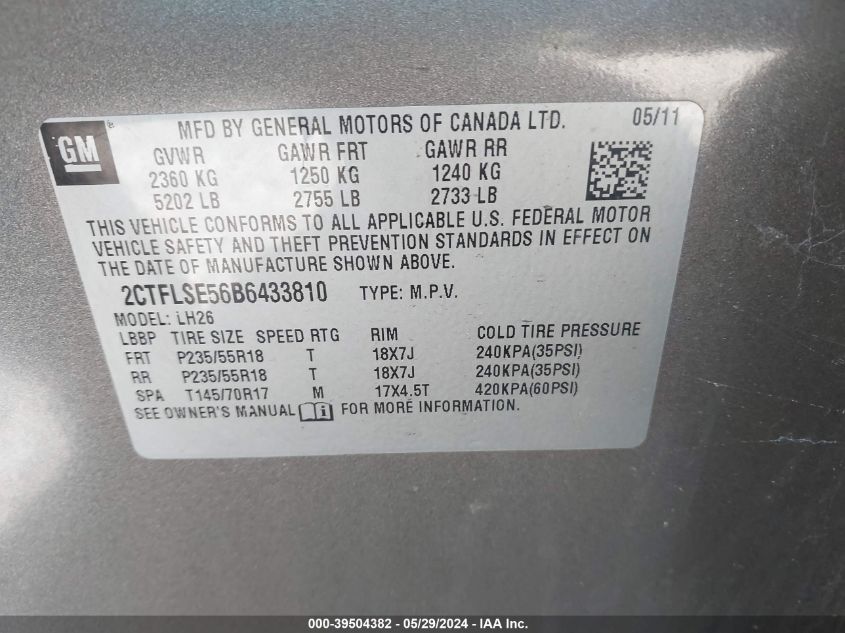 GM ®
MFD BY GENERAL MOTORS OF CANADA LTD. 05/11
GVWR GAWR FRT GAWR RR
2360 KG 1250 KG 1240 KG
5202 LB 2755 LB 2733 LB
THIS VEHICLE CONFORMS TO ALL APPLICABLE U.S. FEDERAL MOTOR
VEHICLE SAFETY AND THEFT PREVENTION STANDARDS IN EFFECT ON
THE DATE OF MANUFACTURE SHOWN ABOVE.
2CTFLSE56B6433810 TYPE: M.P.V.
MODEL: LH26
LBBP TIRE SIZE SPEED RTG RIM COLD TIRE PRESSURE
FRT P235/55R18 T 18X7J 240KPA(35PSI)
RR P235/55R18 T 18X7J 240KPA(35PSI)
SPA T145/70R17 M 17X4.5T 420KPA(60PSI)
SEE OWNER'S MANUAL i FOR MORE INFORMATION.
000-39504382 - 05/29/2024 - IAA Inc.